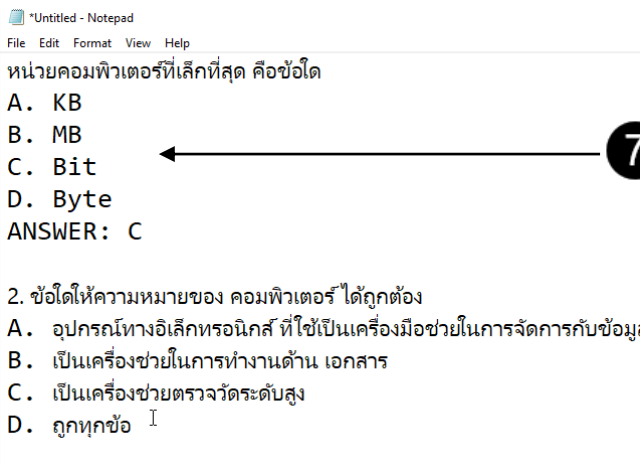 *Untitled - Notepad
File Edit Format View Help
หน่วยคอมพิวเตอร์ที่เล็กที่สุด คือข้อใด
A. KB
B. MB
7
C. Bit
D. Byte
ANSWER: C
2. ข้อใดให้ความหมายของ คอมพิวเตอร์ ได้ถูกต้อง
A. อุปกรณ์ทางอิเล็กทรอนิกส์ ที่ใช้เป็นเครื่องมือช่วยในการจัดการกับข้อมูล
B. เป็นเครื่องช่วยในการทำงานด้าน เอกสาร
C. เป็นเครื่องช่วยตรวจวัดระดับสูง
D. ถูกทุกข้อ